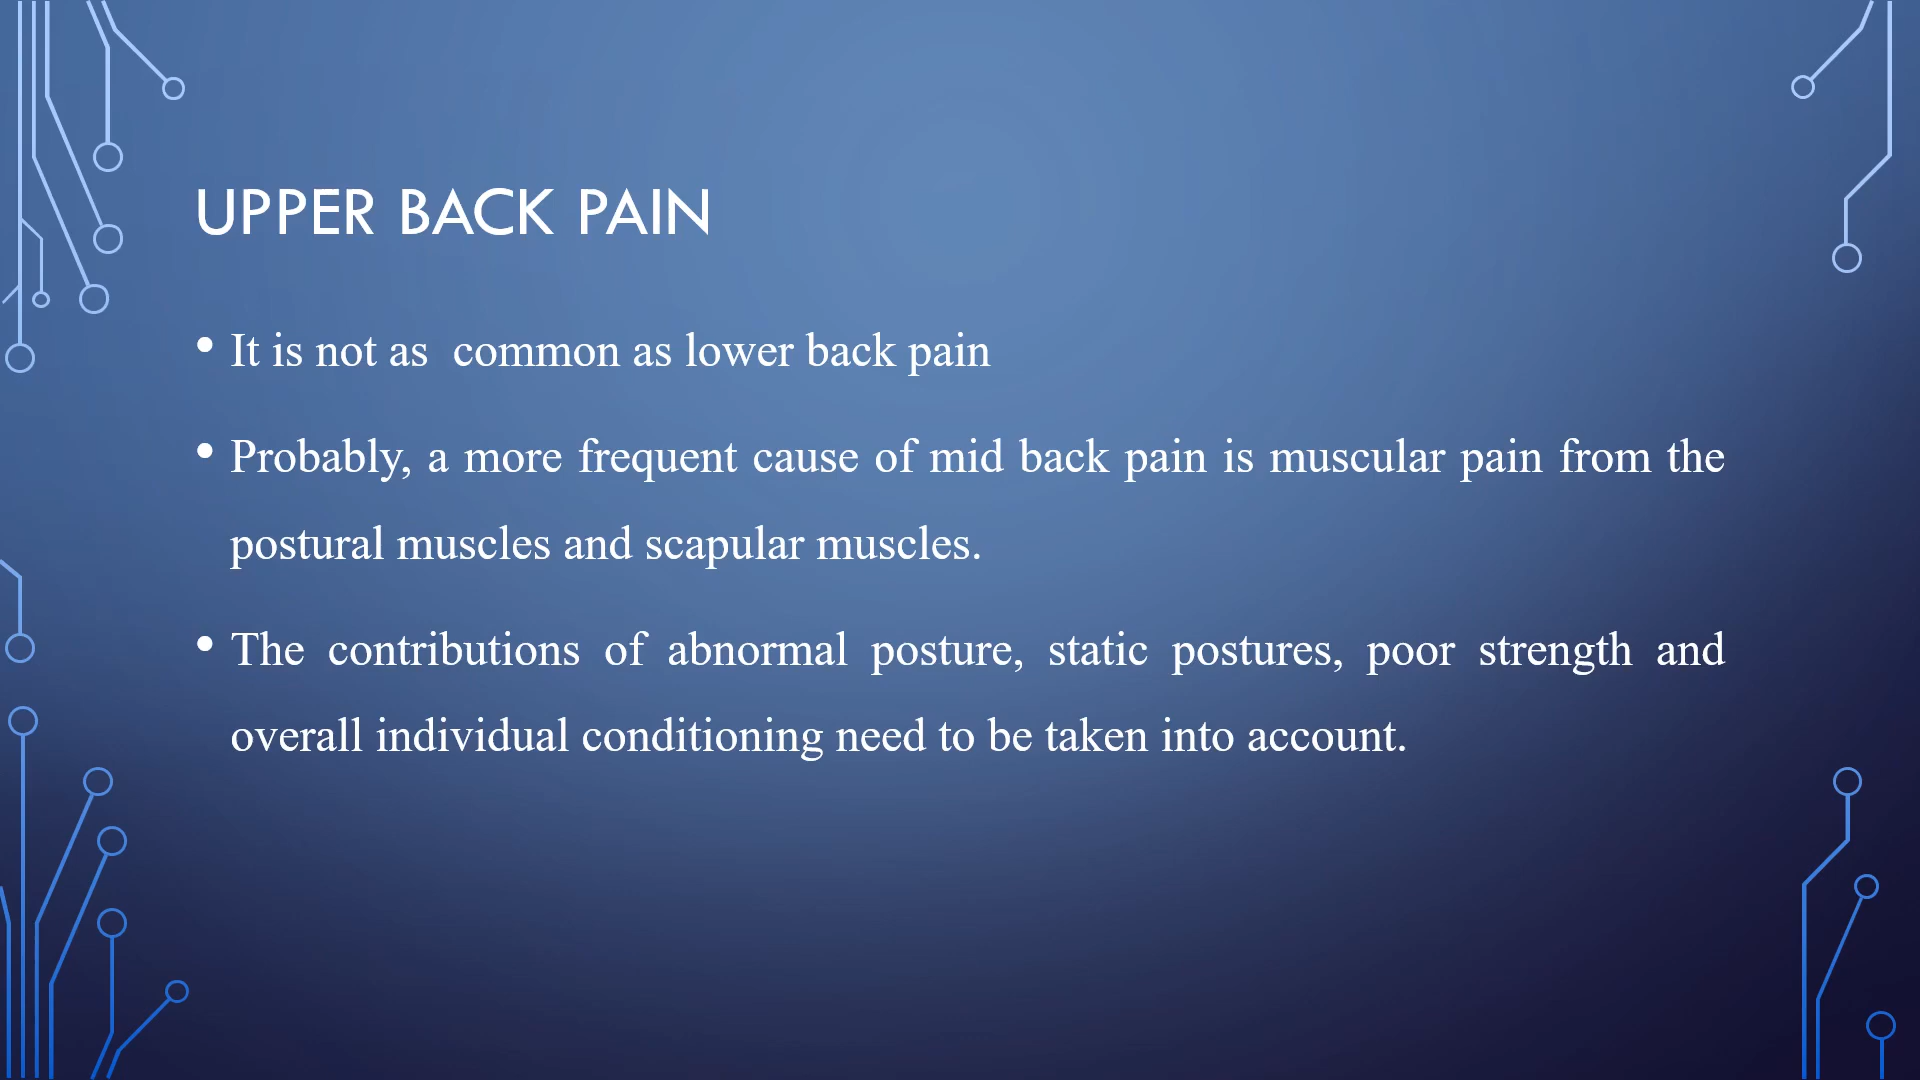 UPPER BACK PAIN
• It is not as  common as lower back pain
• Probably, a more frequent cause of mid back pain is muscular pain from the
postural muscles and scapular muscles.
• The contributions of abnormal posture, static postures, poor strength and
overall individual conditioning need to be taken into account.